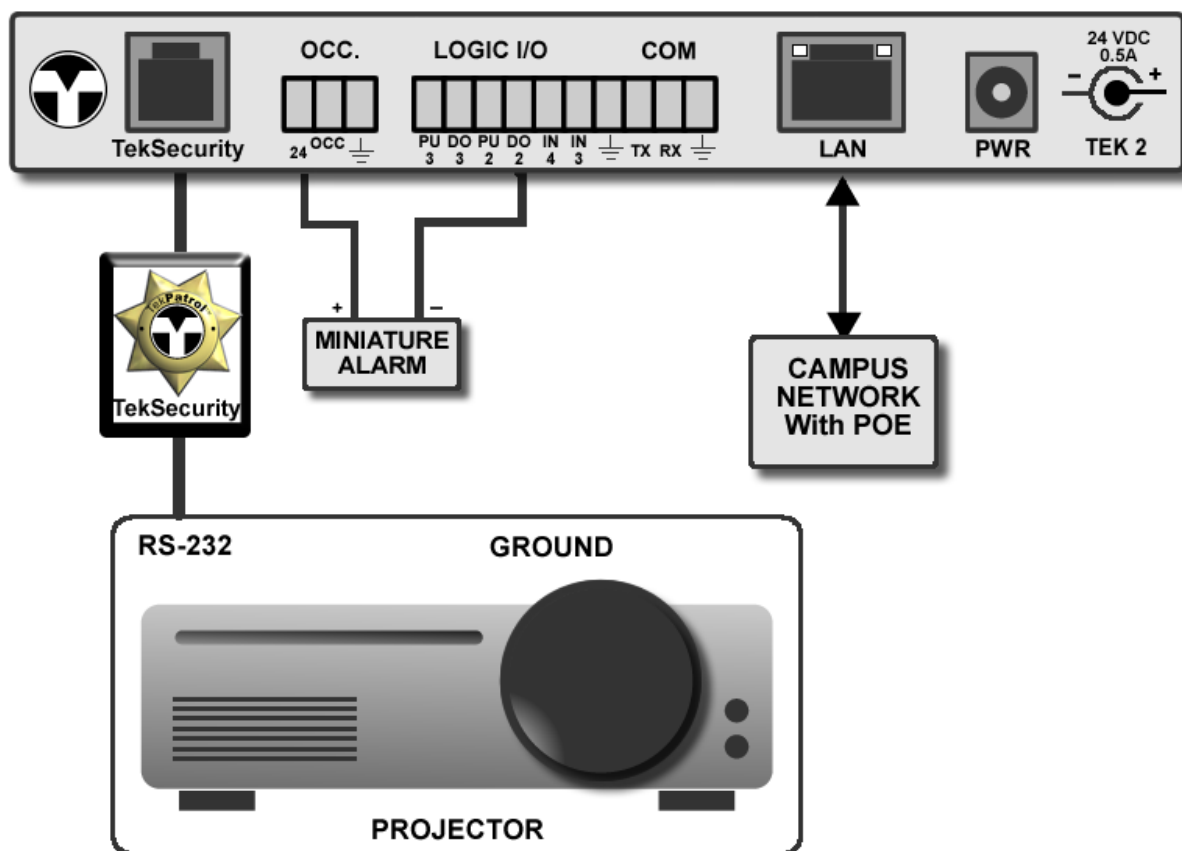 OCC.
LOGIC I/O
COM
24 VDC
0.5A
- +
TekSecurity
24 OCC
PU DO PU DO IN IN TX RX
3 3 2 2 4 3
LAN
PWR
TEK 2
TekPatrol™
TekSecurity
+ –
MINIATURE
ALARM
CAMPUS
NETWORK
With POE
RS-232
GROUND
PROJECTOR